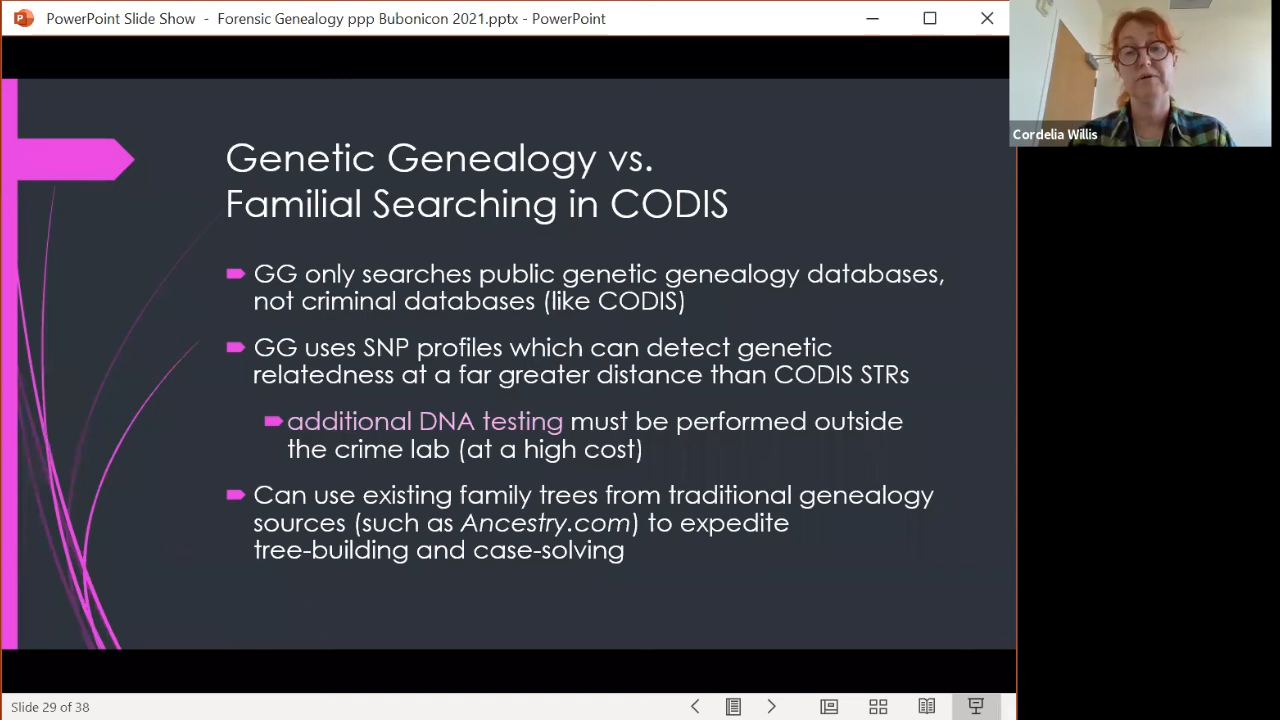 PowerPoint Slide Show - Forensic Genealogy ppp Bubonicon 2021.pptx - PowerPoint
Cordelia Willis
Genetic Genealogy vs.
Familial Searching in CODIS
GG only searches public genetic genealogy databases,
not criminal databases (like CODIS)
GG uses SNP profiles which can detect genetic
relatedness at a far greater distance than CODIS STRs
additional DNA testing must be performed outside
the crime lab (at a high cost)
Can use existing family trees from traditional genealogy
sources (such as Ancestry.com) to expedite
tree-building and case-solving
Slide 29 of 38